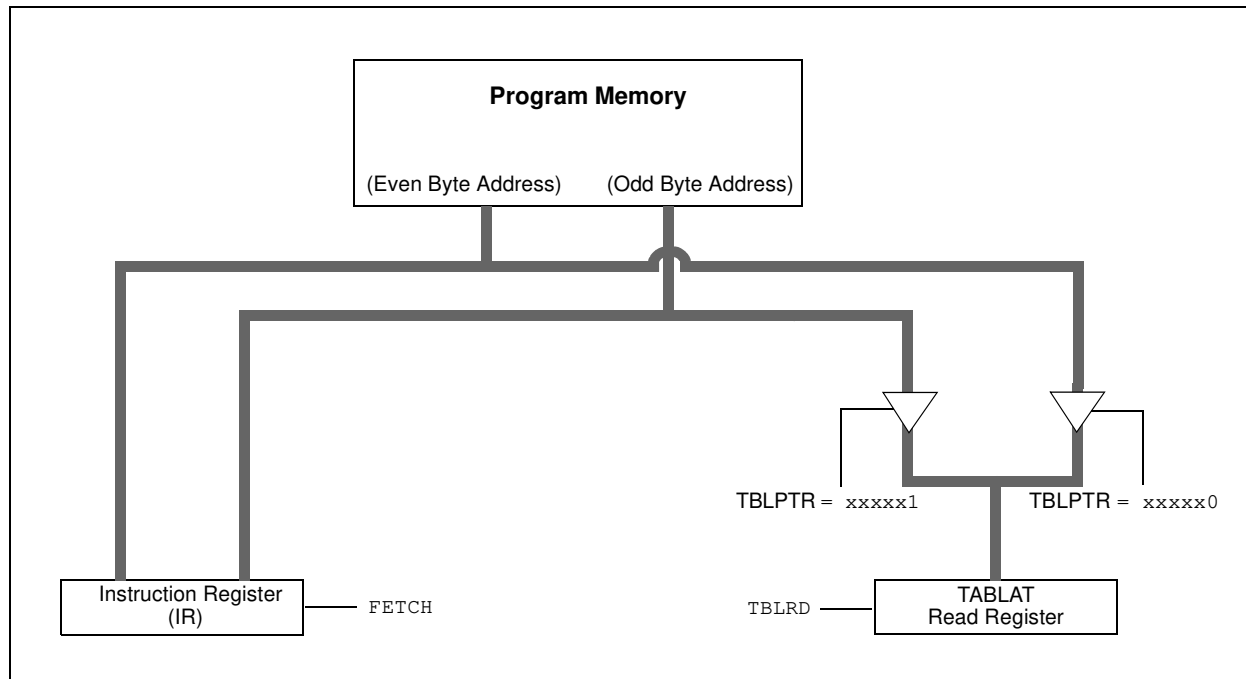 Program Memory
(Even Byte Address) (Odd Byte Address)
TBLPTR = xxxxx1 TBLPTR = xxxxx0
Instruction Register
(IR)
FETCH
TBLRD
TABLAT
Read Register